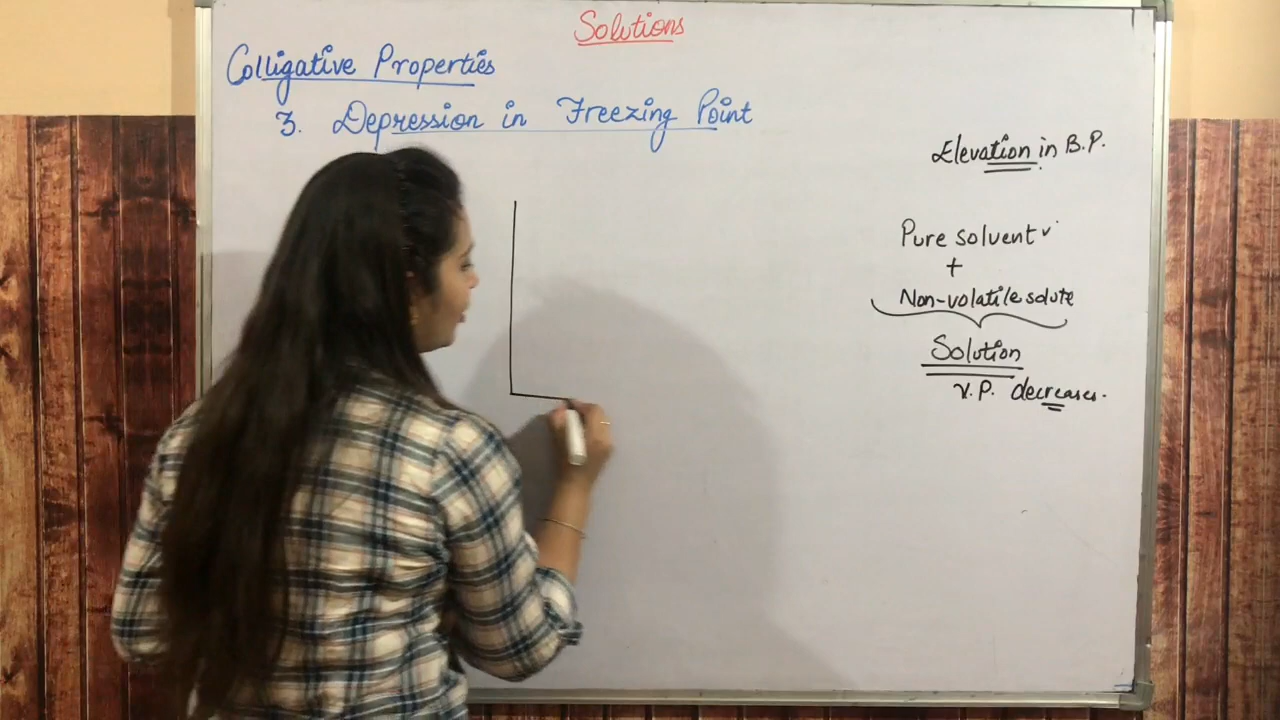 Solutions
Colligative Properties
3. Depression in Freezing Point
Elevation in B.P.
Pure solvent ✓
+
Non-volatile solute
Solution
V.P. decreases.